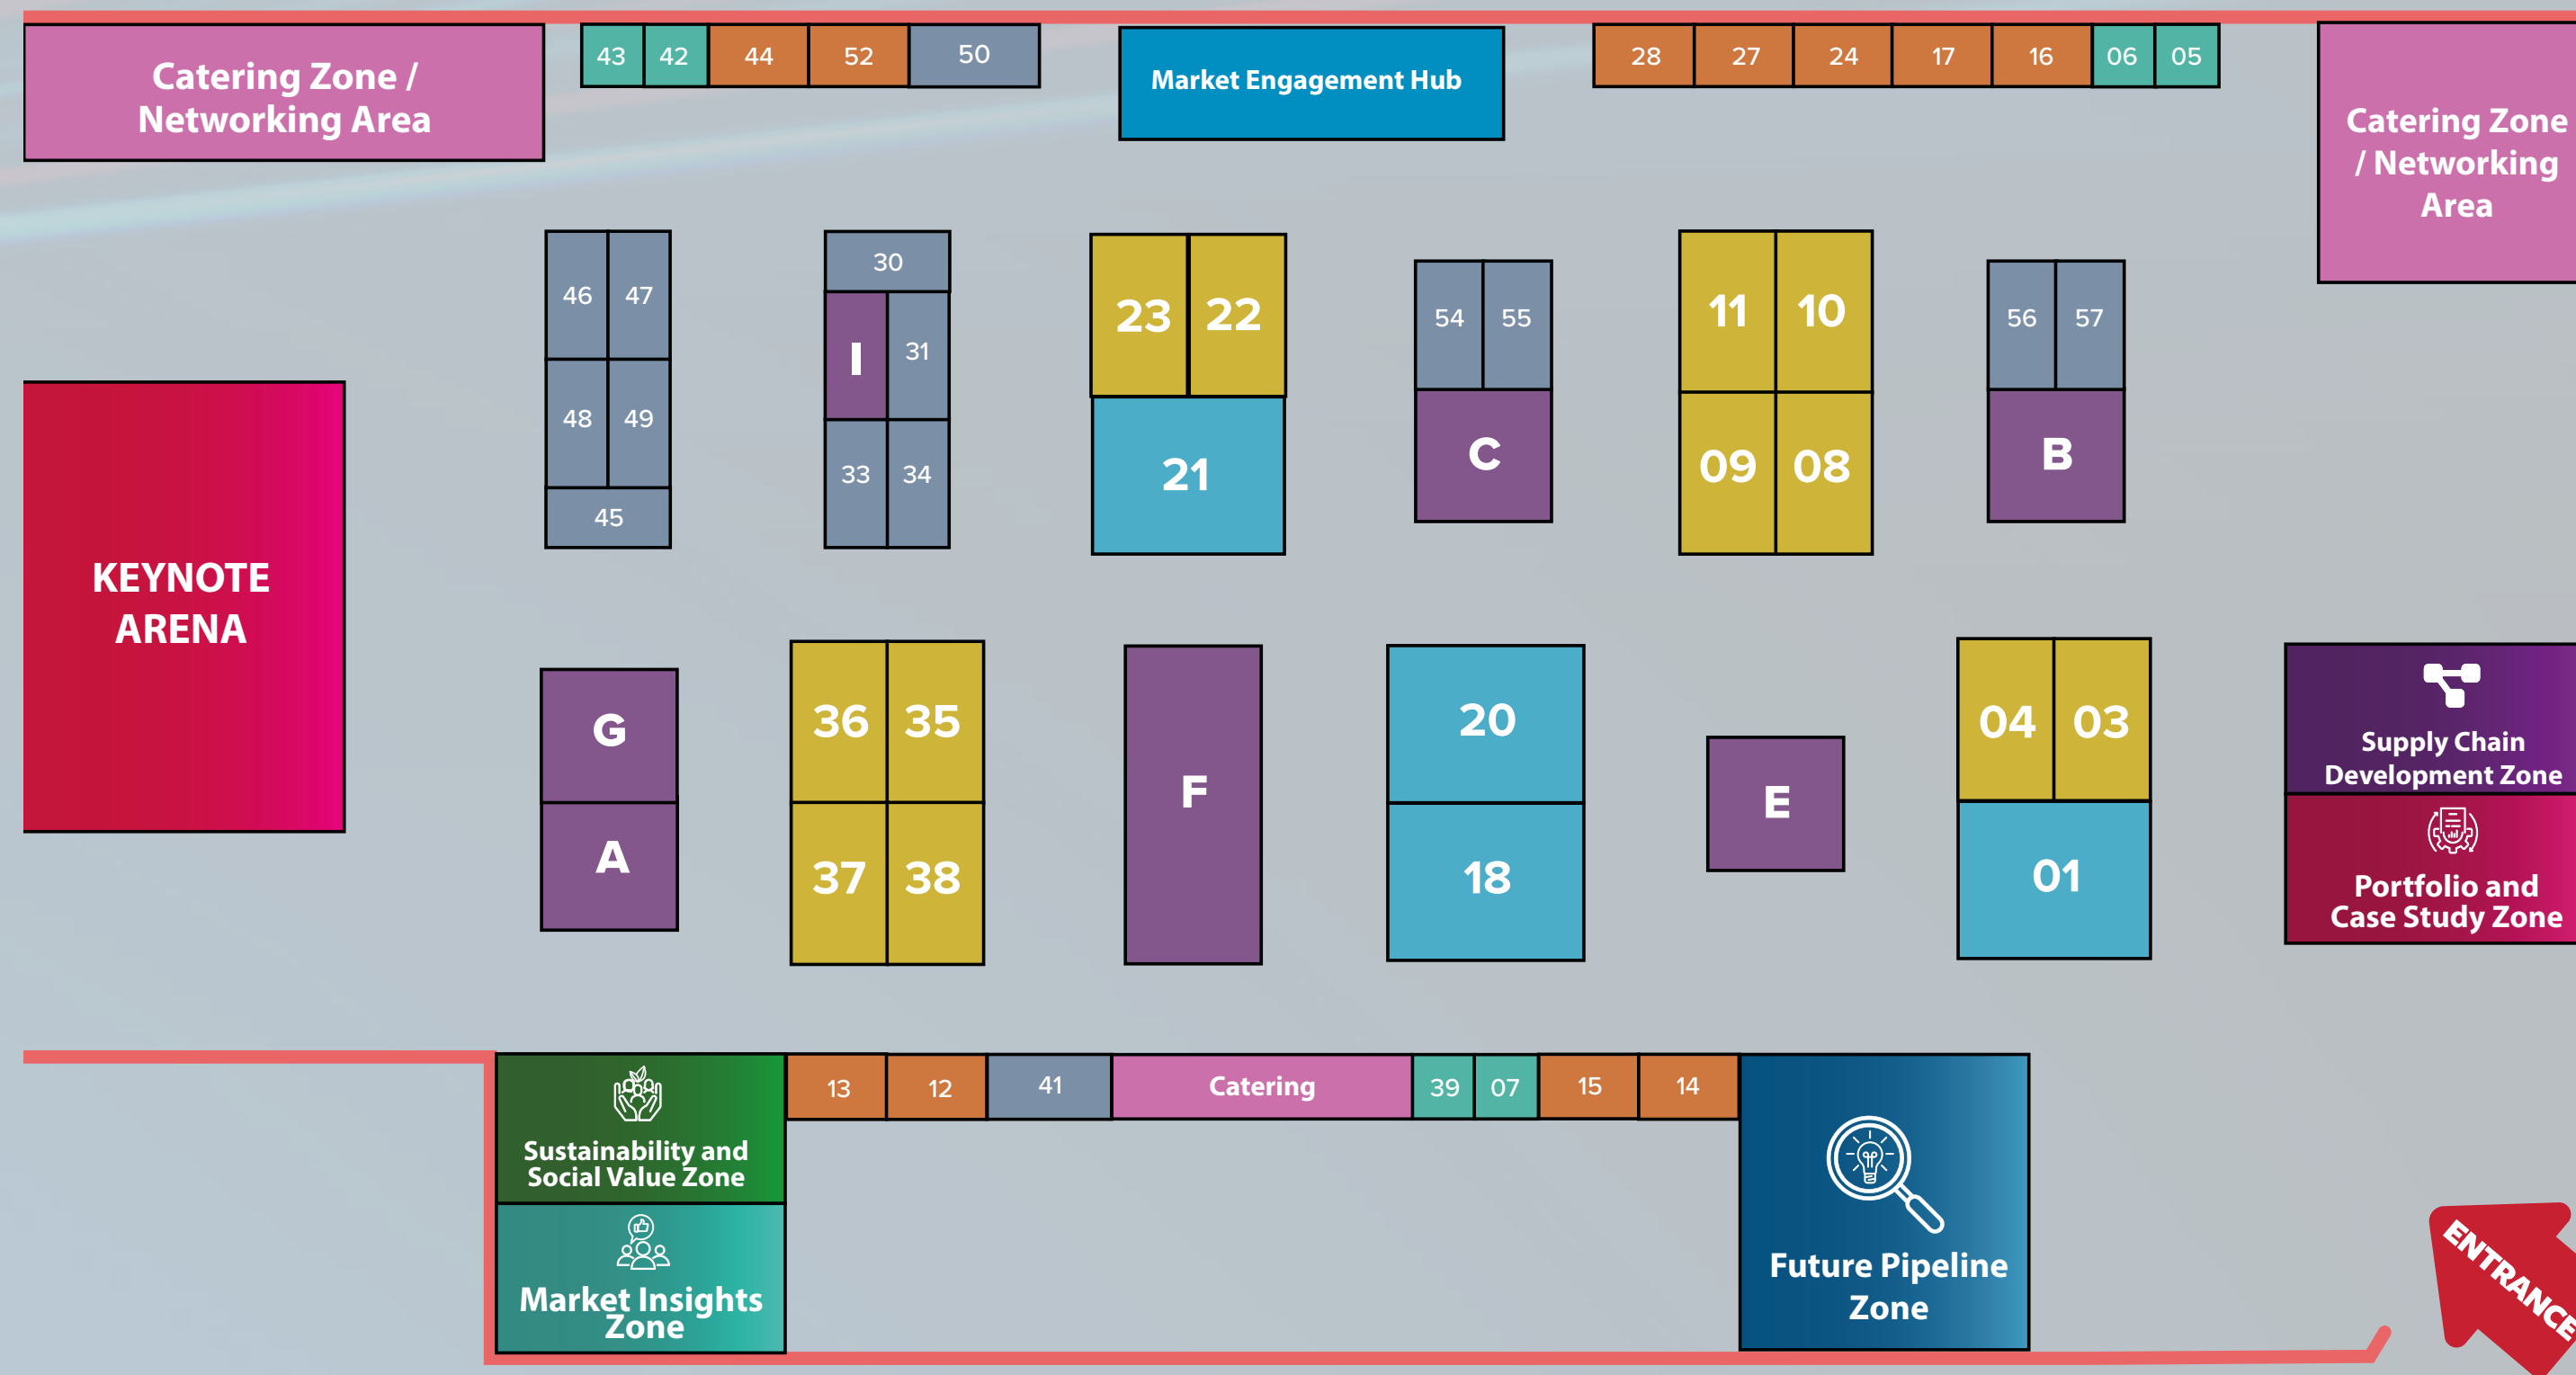 Catering Zone /
Networking Area
43
42
44
52
50
Market Engagement Hub
28
27
24
17
16
06
05
Catering Zone
/ Networking
Area
46
47
48
49
45
30
I
31
33
34
23
22
21
54
55
C
11
10
09
08
56
57
B
KEYNOTE
ARENA
G
A
36
35
37
38
F
20
18
E
04
03
01
Supply Chain
Development Zone
Portfolio and
Case Study Zone
Sustainability and
Social Value Zone
Market Insights
Zone
13
12
41
Catering
39
07
15
14
Future Pipeline
Zone
ENTRANCE